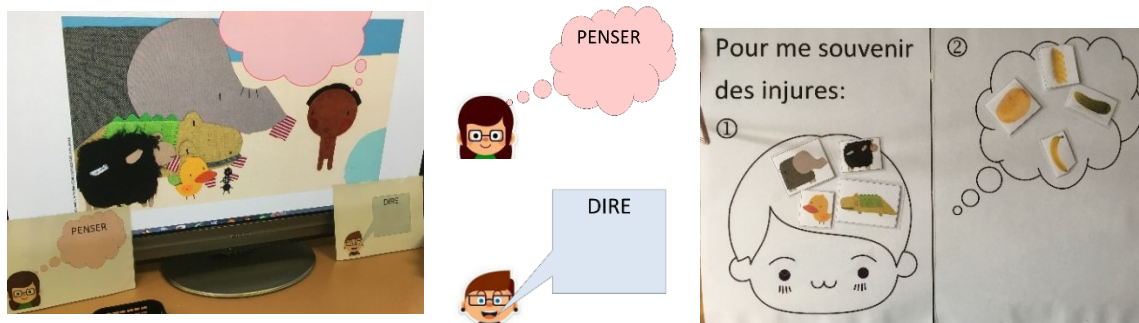 PENSER
DIRE
PENSER
DIRE
Pour me souvenir
des injures:
①
②